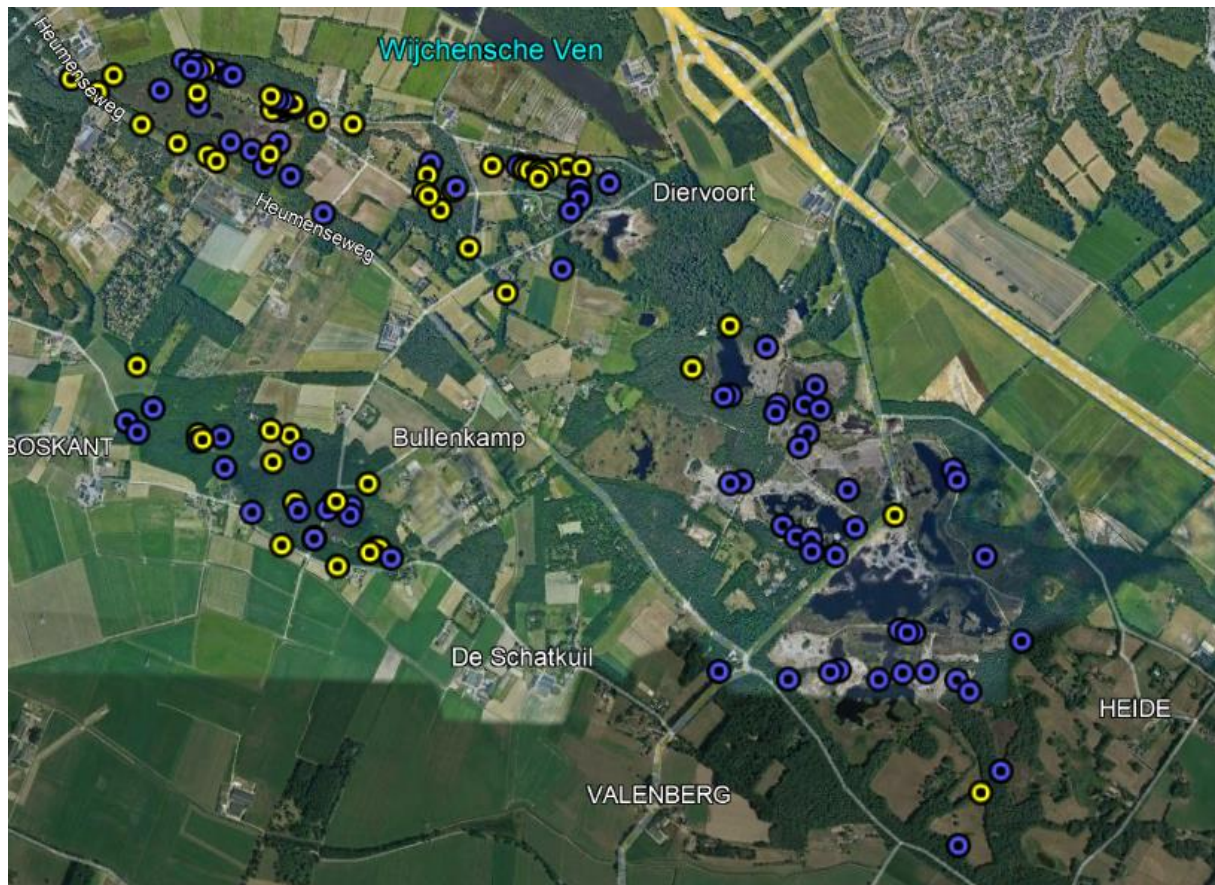 Heumenseweg
Wijchensche Ven
Diervoort
Heumenseweg
Bullenkamp
BOSKANT
De Schatkuil
HEIDE
VALENBERG